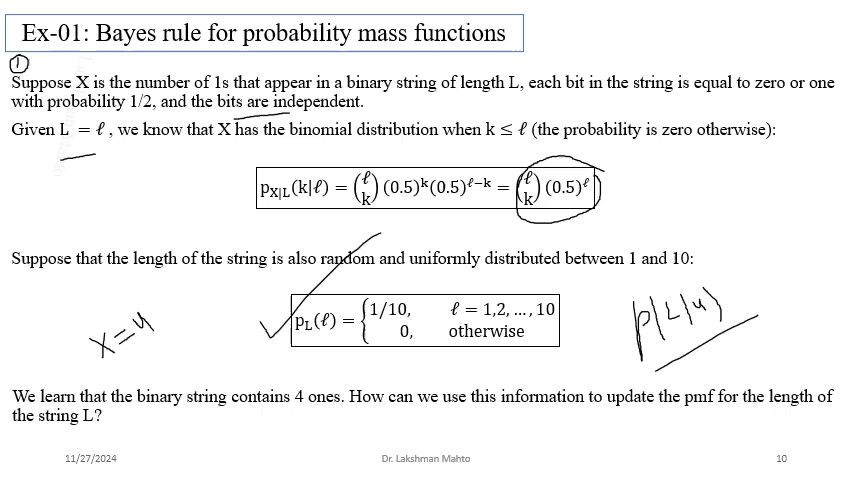 Ex-01: Bayes rule for probability mass functions
①
Suppose X is the number of 1s that appear in a binary string of length L, each bit in the string is equal to zero or one
with probability 1/2, and the bits are independent.
Given L = ℓ , we know that X has the binomial distribution when k ≤ ℓ (the probability is zero otherwise):
p_{X|L}(k|ℓ) = \binom{ℓ}{k} (0.5)^k(0.5)^{ℓ−k} = \binom{ℓ}{k} (0.5)^ℓ
Suppose that the length of the string is also random and uniformly distributed between 1 and 10:
p_L(ℓ) = { 1/10, ℓ = 1,2, …, 10
0, otherwise
x=4
p(L|4)
We learn that the binary string contains 4 ones. How can we use this information to update the pmf for the length of
the string L?
11/27/2024 Dr. Lakshman Mahto 10